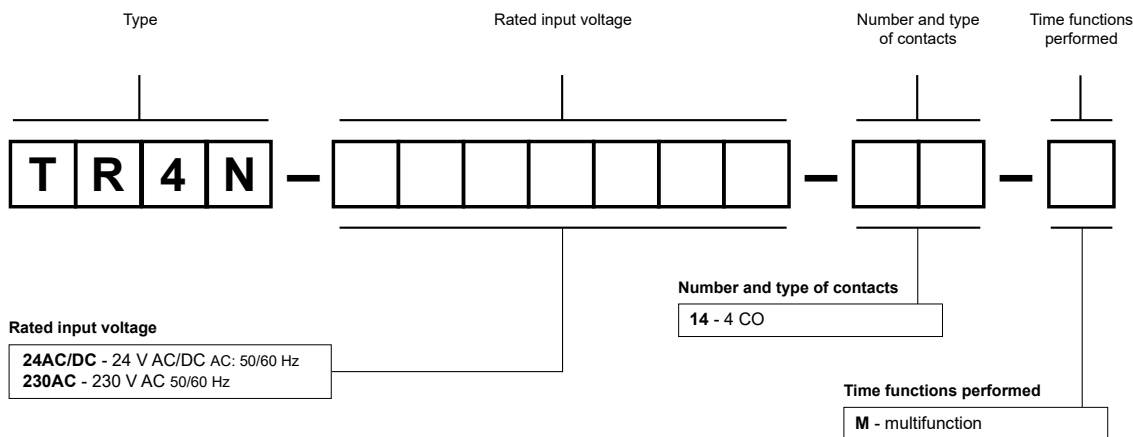 Type
Rated input voltage
Number and type
of contacts
Time functions
performed
T R 4 N – – –
Number and type of contacts
14 - 4 CO
Rated input voltage
24AC/DC - 24 V AC/DC AC: 50/60 Hz
230AC - 230 V AC 50/60 Hz
Time functions performed
M - multifunction